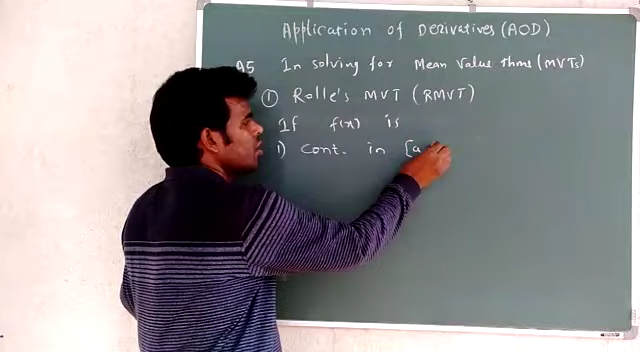 Application of Derivatives (AOD)
A5 In solving for Mean Value thms (MVTs)
① Rolle's MVT (RMVT)
If f(x) is
1) Cont. in [a